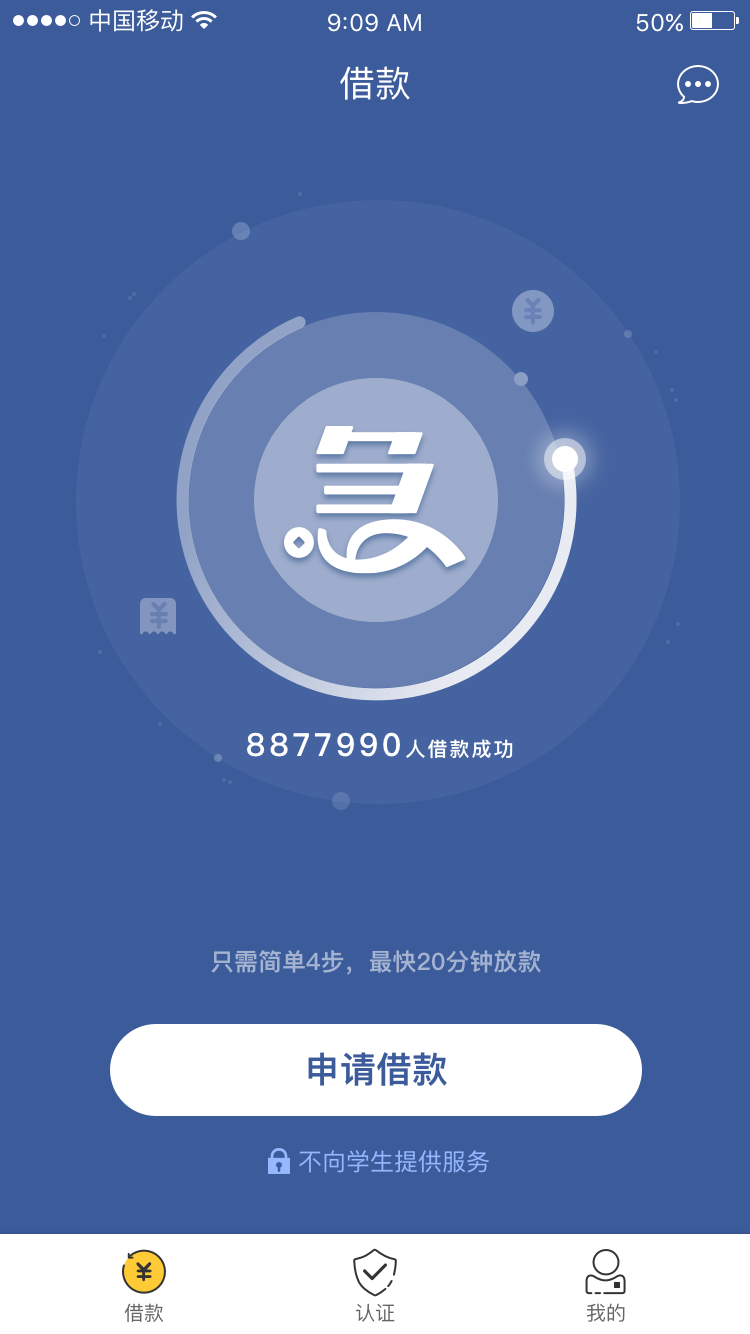 中国移动 9:09 AM 50%
借款
¥
急
¥
8877990人借款成功
只需简单4步，最快20分钟放款
申请借款
不向学生提供服务
¥
借款 认证 我的